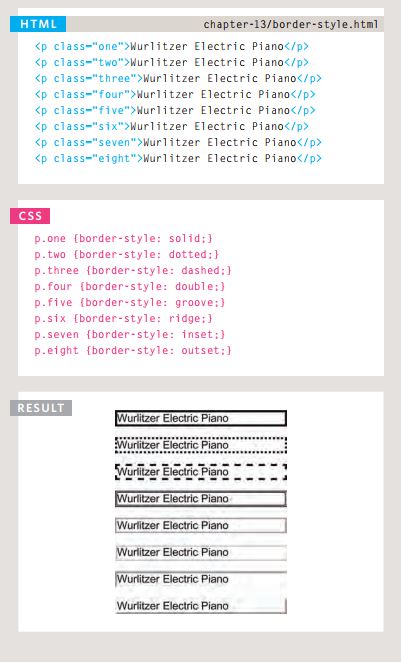 HTML
chapter-13/border-style.html
<p class="one">Wurlitzer Electric Piano</p>
<p class="two">Wurlitzer Electric Piano</p>
<p class="three">Wurlitzer Electric Piano</p>
<p class="four">Wurlitzer Electric Piano</p>
<p class="five">Wurlitzer Electric Piano</p>
<p class="six">Wurlitzer Electric Piano</p>
<p class="seven">Wurlitzer Electric Piano</p>
<p class="eight">Wurlitzer Electric Piano</p>
CSS
p.one {border-style: solid;}
p.two {border-style: dotted;}
p.three {border-style: dashed;}
p.four {border-style: double;}
p.five {border-style: groove;}
p.six {border-style: ridge;}
p.seven {border-style: inset;}
p.eight {border-style: outset;}
RESULT
Wurlitzer Electric Piano
Wurlitzer Electric Piano
Wurlitzer Electric Piano
Wurlitzer Electric Piano
Wurlitzer Electric Piano
Wurlitzer Electric Piano
Wurlitzer Electric Piano
Wurlitzer Electric Piano